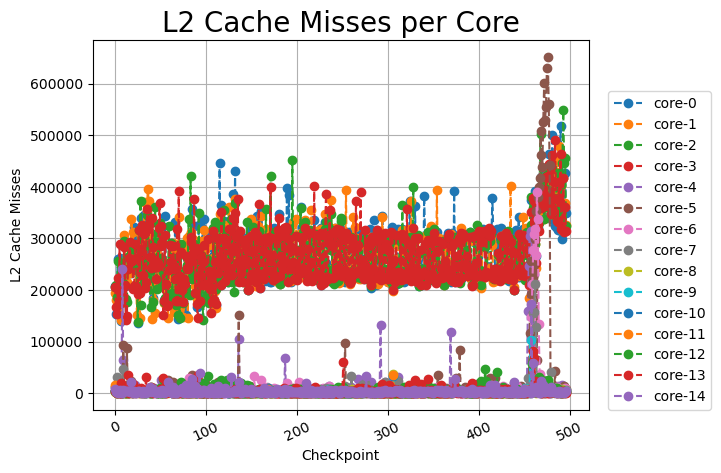 L2 Cache Misses per Core
L2 Cache Misses
600000
500000
400000
300000
200000
100000
0
0
100
200
300
400
500
Checkpoint
core-0
core-1
core-2
core-3
core-4
core-5
core-6
core-7
core-8
core-9
core-10
core-11
core-12
core-13
core-14